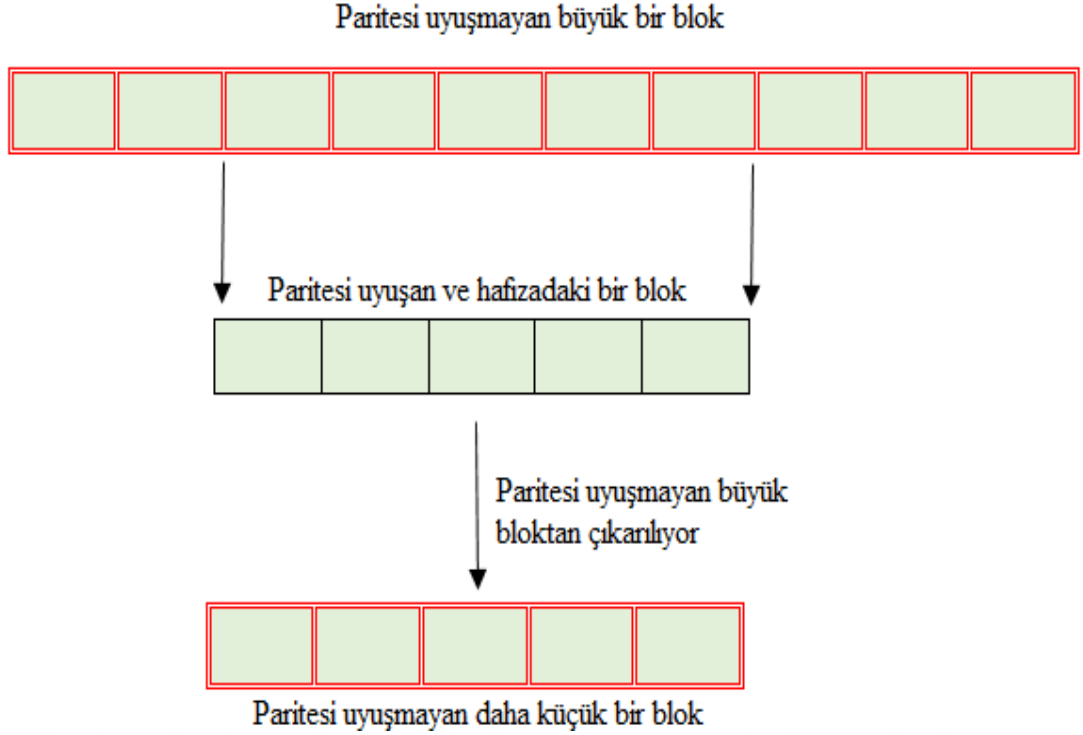 Paritesi uyuşmayan büyük bir blok
Paritesi uyuşan ve hafızadaki bir blok
Paritesi uyuşmayan büyük
bloktan çıkarılıyor
Paritesi uyuşmayan daha küçük bir blok